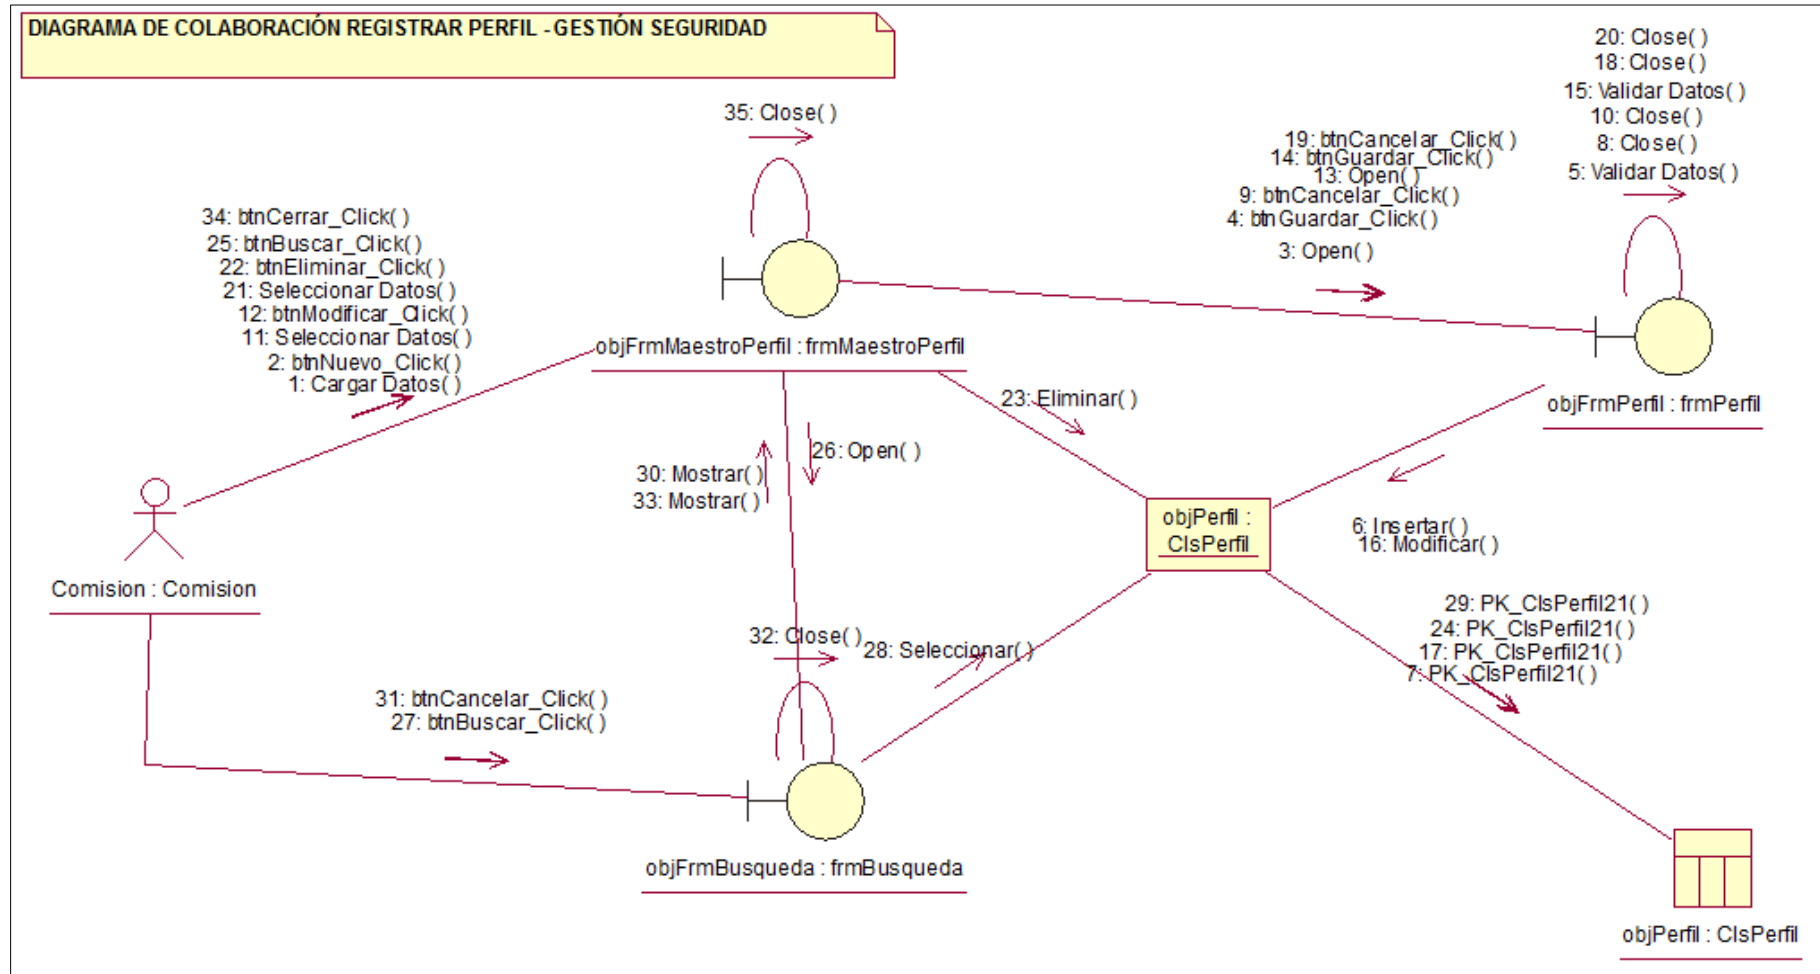 DIAGRAMA DE COLABORACIÓN REGISTRAR PERFIL - GESTIÓN SEGURIDAD
20: Close( )
18: Close( )
15: Validar Datos( )
10: Close( )
8: Close( )
5: Validar Datos( )
35: Close( )
19: btnCancelar_Click( )
14: btnGuardar_Click( )
13: Open( )
9: btnCancelar_Click( )
4: btnGuardar_Click( )
3: Open( )
34: btnCerrar_Click( )
25: btnBuscar_Click( )
22: btnEliminar_Click( )
21: Seleccionar Datos( )
12: btnModificar_Click( )
11: Seleccionar Datos( )
2: btnNuevo_Click( )
1: Cargar Datos( )
objFrmMaestroPerfil : frmMaestroPerfil
objFrmPerfil : frmPerfil
23: Eliminar( )
26: Open( )
30: Mostrar( )
33: Mostrar( )
objPerfil :
ClsPerfil
6: Insertar( )
16: Modificar( )
Comision : Comision
29: PK_ClsPerfil21( )
24: PK_ClsPerfil21( )
17: PK_ClsPerfil21( )
7: PK_ClsPerfil21( )
32: Close( )
28: Seleccionar( )
31: btnCancelar_Click( )
27: btnBuscar_Click( )
objFrmBusqueda : frmBusqueda
objPerfil : ClsPerfil